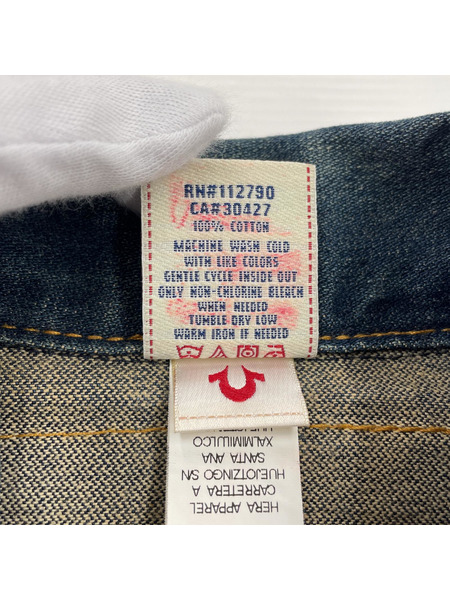 RN#112790
CA#30427
100% COTTON
MACHINE WASH COLD
WITH LIKE COLORS
GENTLE CYCLE INSIDE OUT
ONLY NON-CHLORINE BLEACH
WHEN NEEDED
TUMBLE DRY LOW
WARM IRON IF NEEDED
HERA APPAREL
CARRETERA A
HUEJOTZINGO SN
SANTA ANA
XALMIMILULCO